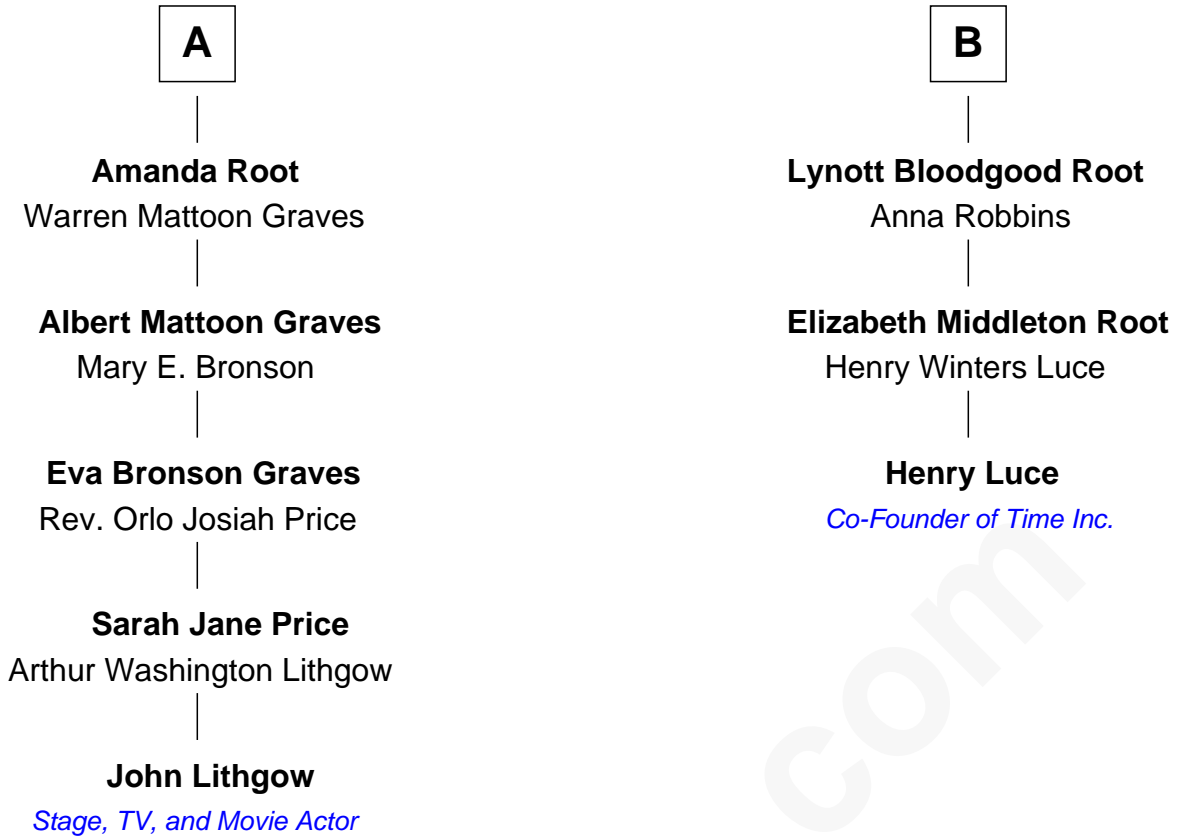 A
Amanda Root
Warren Mattoon Graves
Albert Mattoon Graves
Mary E. Bronson
Eva Bronson Graves
Rev. Orlo Josiah Price
Sarah Jane Price
Arthur Washington Lithgow
John Lithgow
Stage, TV, and Movie Actor
B
Lynott Bloodgood Root
Anna Robbins
Elizabeth Middleton Root
Henry Winters Luce
Henry Luce
Co-Founder of Time Inc.
com